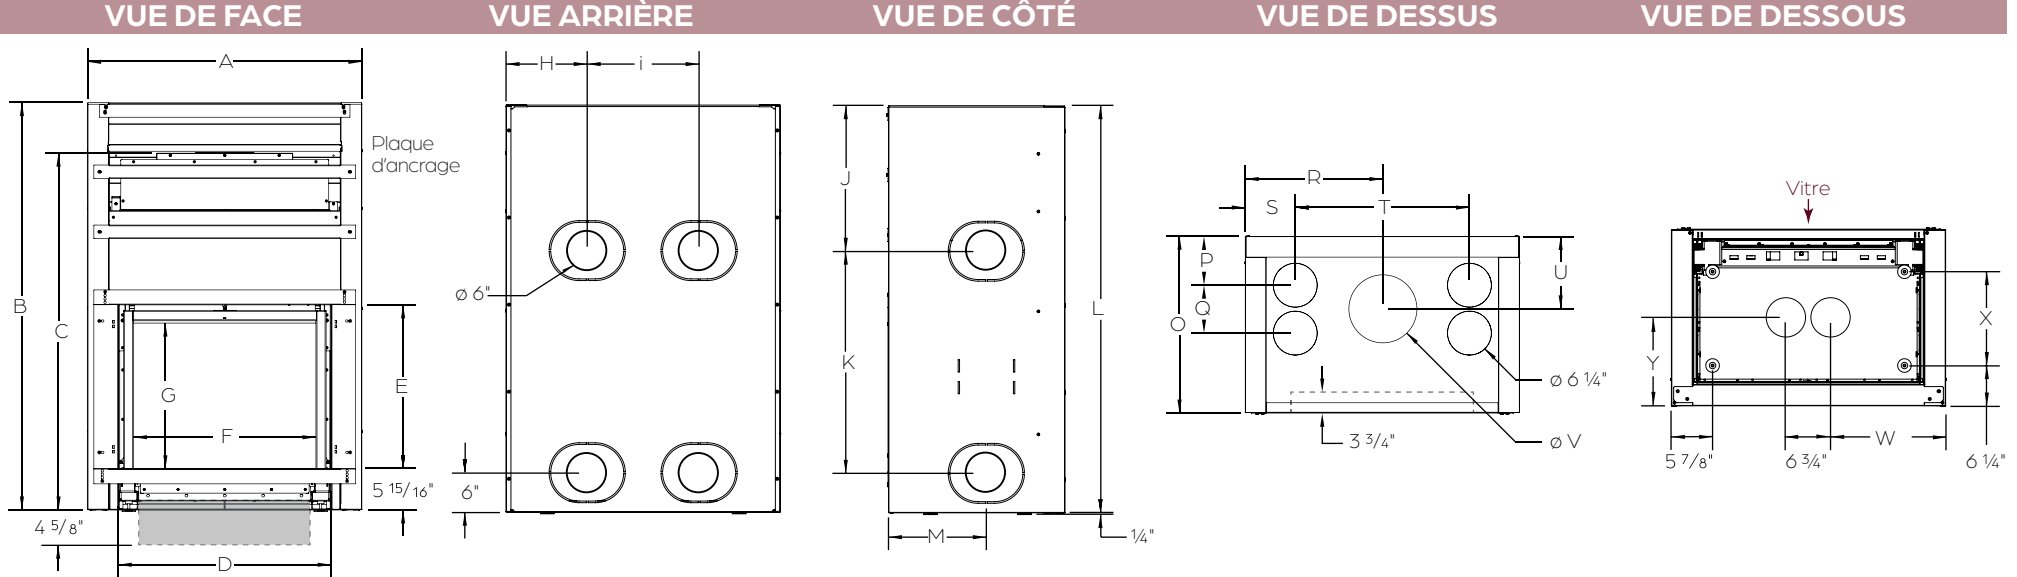 VUE DE FACE
VUE ARRIÈRE
VUE DE CÔTÉ
VUE DE DESSUS
VUE DE DESSOUS
A
B
C
Plaque
d'ancrage
G
E
F
5 15/16"
4 5/8"
D
H
i
ø 6"
6"
J
K
L
M
1/4"
R
S
T
P
Q
O
U
ø 6 1/4"
3 3/4"
ø V
Vitre
X
Y
W
5 7/8"
6 3/4"
6 1/4"